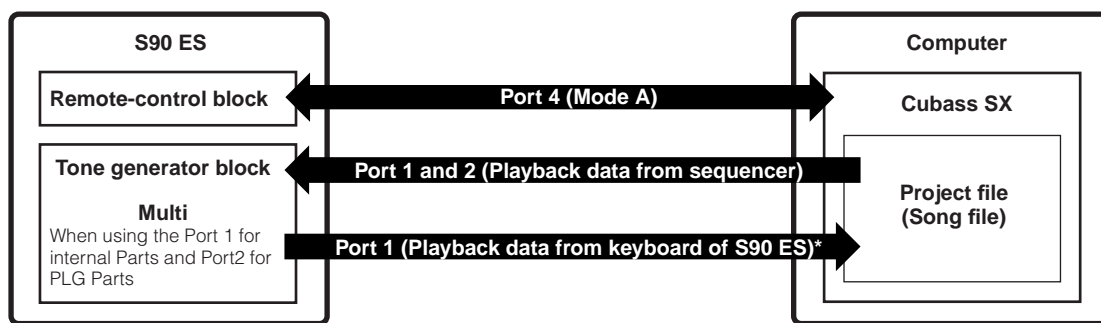 S90 ES
Remote-control block
Tone generator block
Multi
When using the Port 1 for
internal Parts and Port2 for
PLG Parts
Port 4 (Mode A)
Port 1 and 2 (Playback data from sequencer)
Port 1 (Playback data from keyboard of S90 ES)*
Computer
Cubass SX
Project file
(Song file)